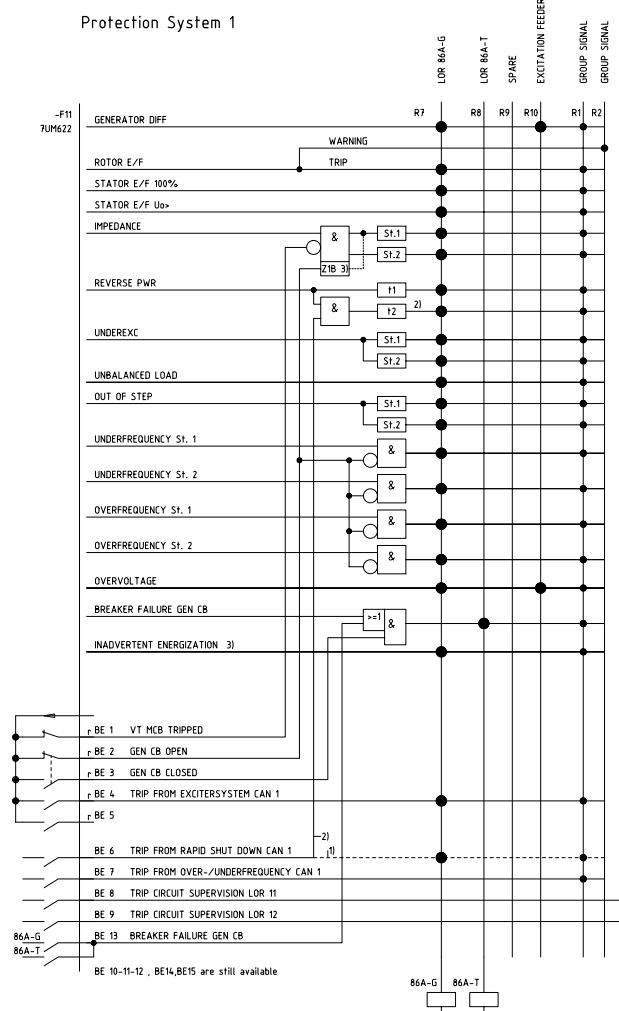 Protection System 1
LOR 86A-G
LOR 86A-T
SPARE
EXCITATION FEEDER
GROUP SIGNAL
GROUP SIGNAL
-F11
7UM622
R7 R8 R9 R10 R1 R2
GENERATOR DIFF
WARNING
ROTOR E/F TRIP
STATOR E/F 100%
STATOR E/F Uo>
IMPEDANCE
& St.1
St.2
Z1B 3)
REVERSE PWR t1
& t2 2)
UNDEREXC St.1
St.2
UNBALANCED LOAD
OUT OF STEP St.1
St.2
UNDERFREQUENCY St. 1 &
UNDERFREQUENCY St. 2 &
OVERFREQUENCY St. 1 &
OVERFREQUENCY St. 2 &
OVERVOLTAGE
BREAKER FAILURE GEN CB >=1 &
INADVERTENT ENERGIZATION 3)
BE 1 VT MCB TRIPPED
BE 2 GEN CB OPEN
BE 3 GEN CB CLOSED
BE 4 TRIP FROM EXCITERSYSTEM CAN 1
BE 5
2)
BE 6 TRIP FROM RAPID SHUT DOWN CAN 1 1)
BE 7 TRIP FROM OVER-/UNDERFREQUENCY CAN 1
BE 8 TRIP CIRCUIT SUPERVISION LOR 11
BE 9 TRIP CIRCUIT SUPERVISION LOR 12
86A-G BE 13 BREAKER FAILURE GEN CB
86A-T
BE 10-11-12 , BE14,BE15 are still available
86A-G 86A-T